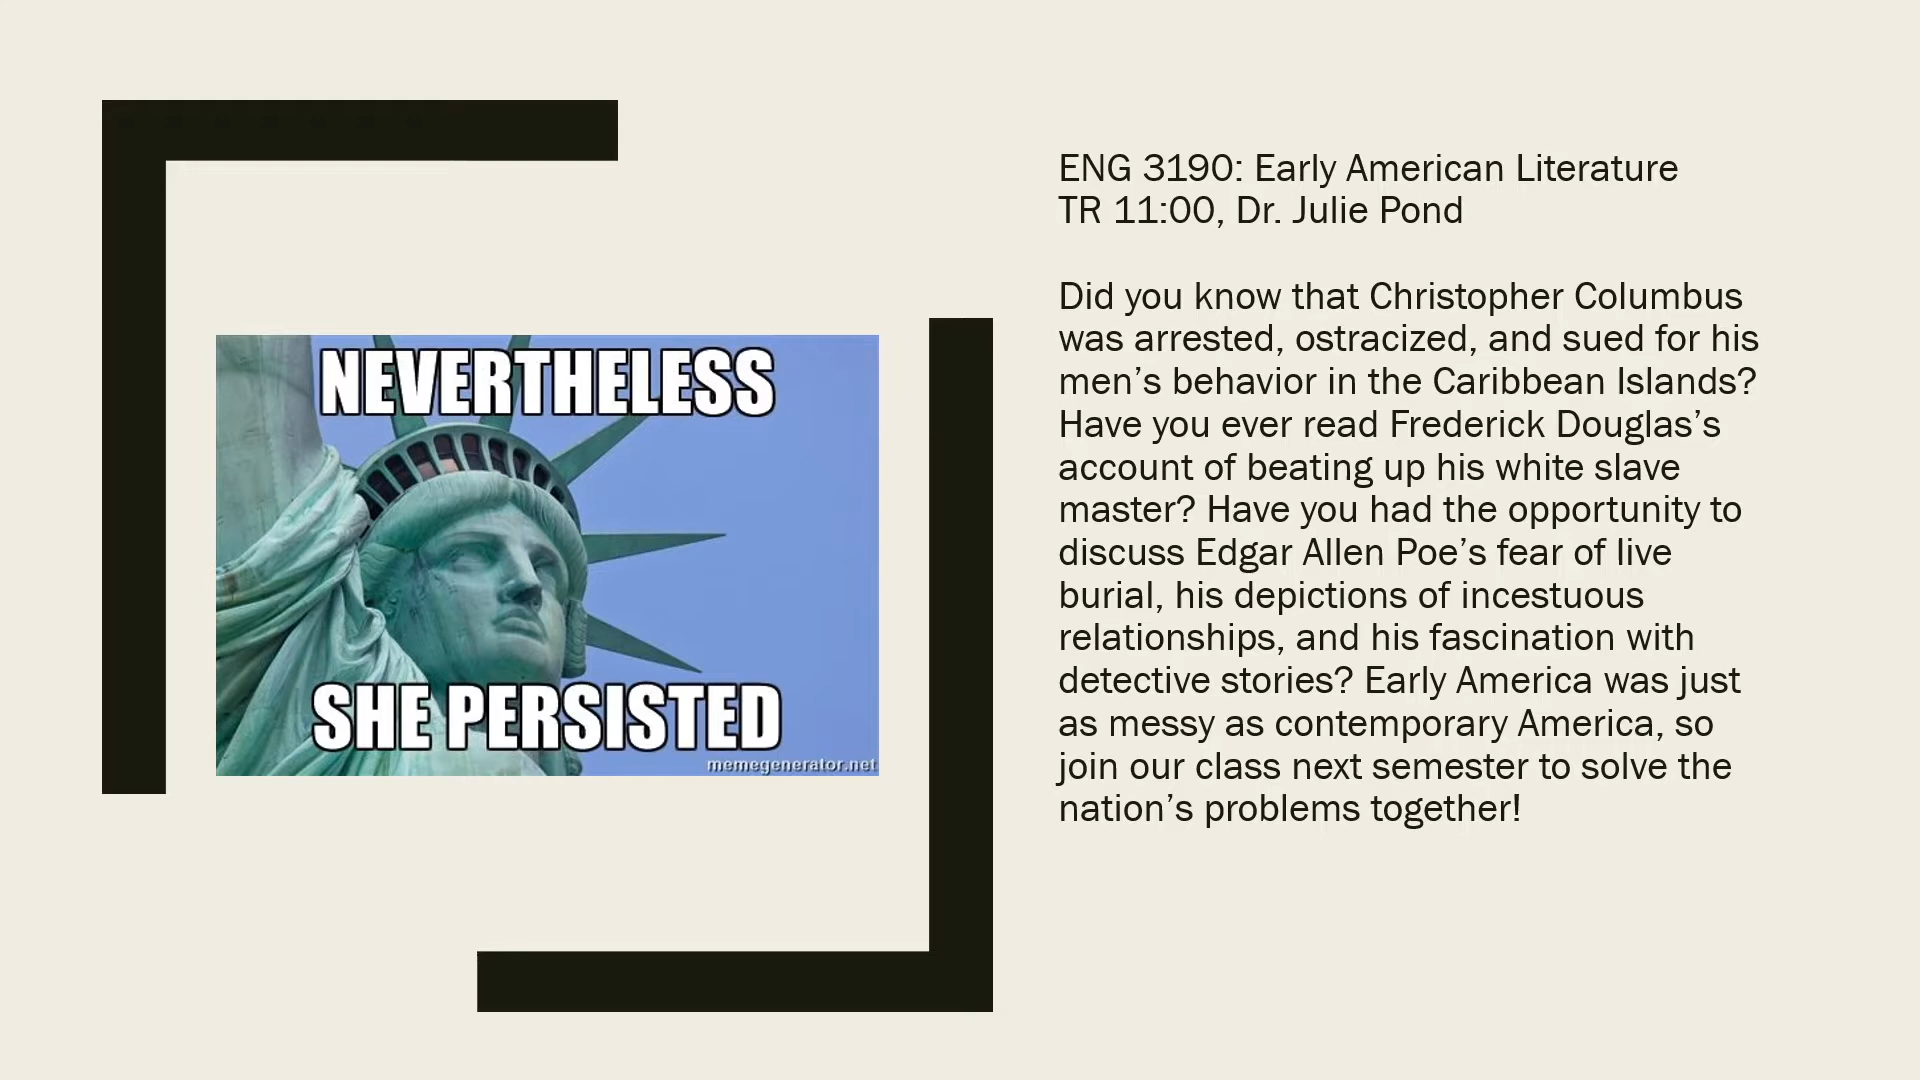 NEVERTHELESS
SHE PERSISTED
memegenerator.net
ENG 3190: Early American Literature
TR 11:00, Dr. Julie Pond
Did you know that Christopher Columbus
was arrested, ostracized, and sued for his
men’s behavior in the Caribbean Islands?
Have you ever read Frederick Douglas’s
account of beating up his white slave
master? Have you had the opportunity to
discuss Edgar Allen Poe’s fear of live
burial, his depictions of incestuous
relationships, and his fascination with
detective stories? Early America was just
as messy as contemporary America, so
join our class next semester to solve the
nation’s problems together!